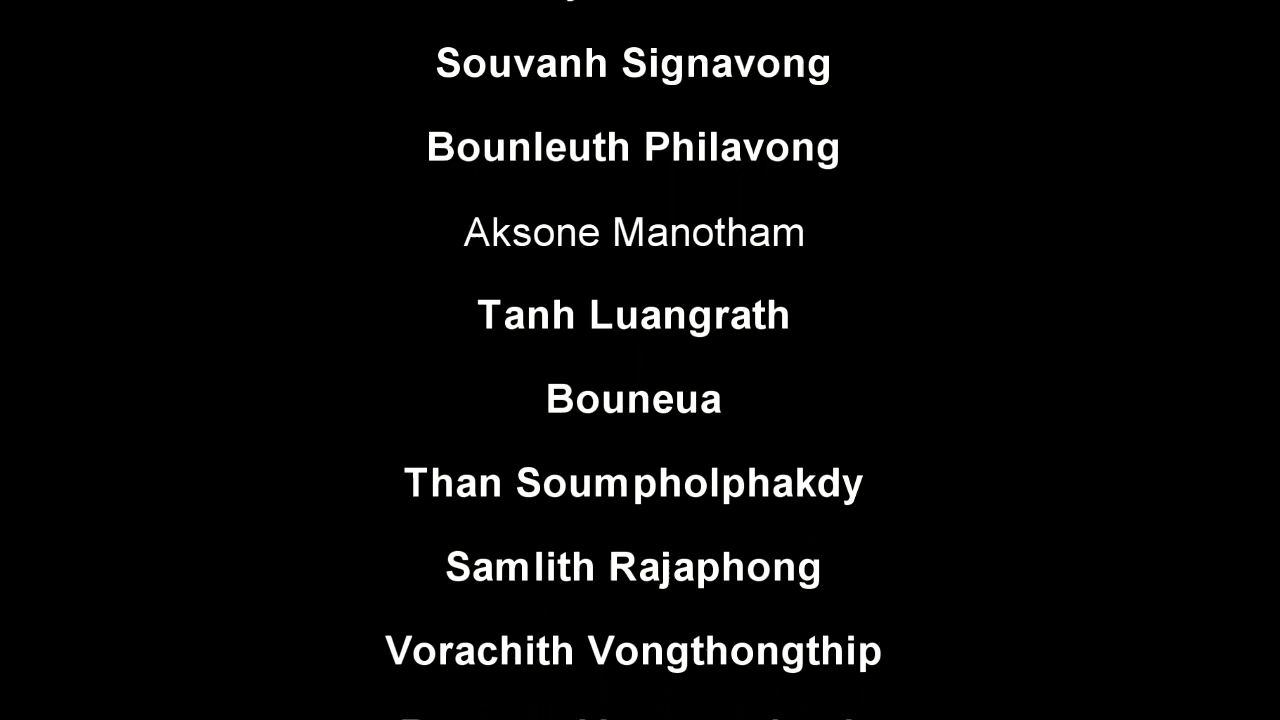 Souvanh Signavong
Bounleuth Philavong
Aksone Manotham
Tanh Luangrath
Bouneua
Than Soumpholphakdy
Samlith Rajaphong
Vorachith Vongthongthip